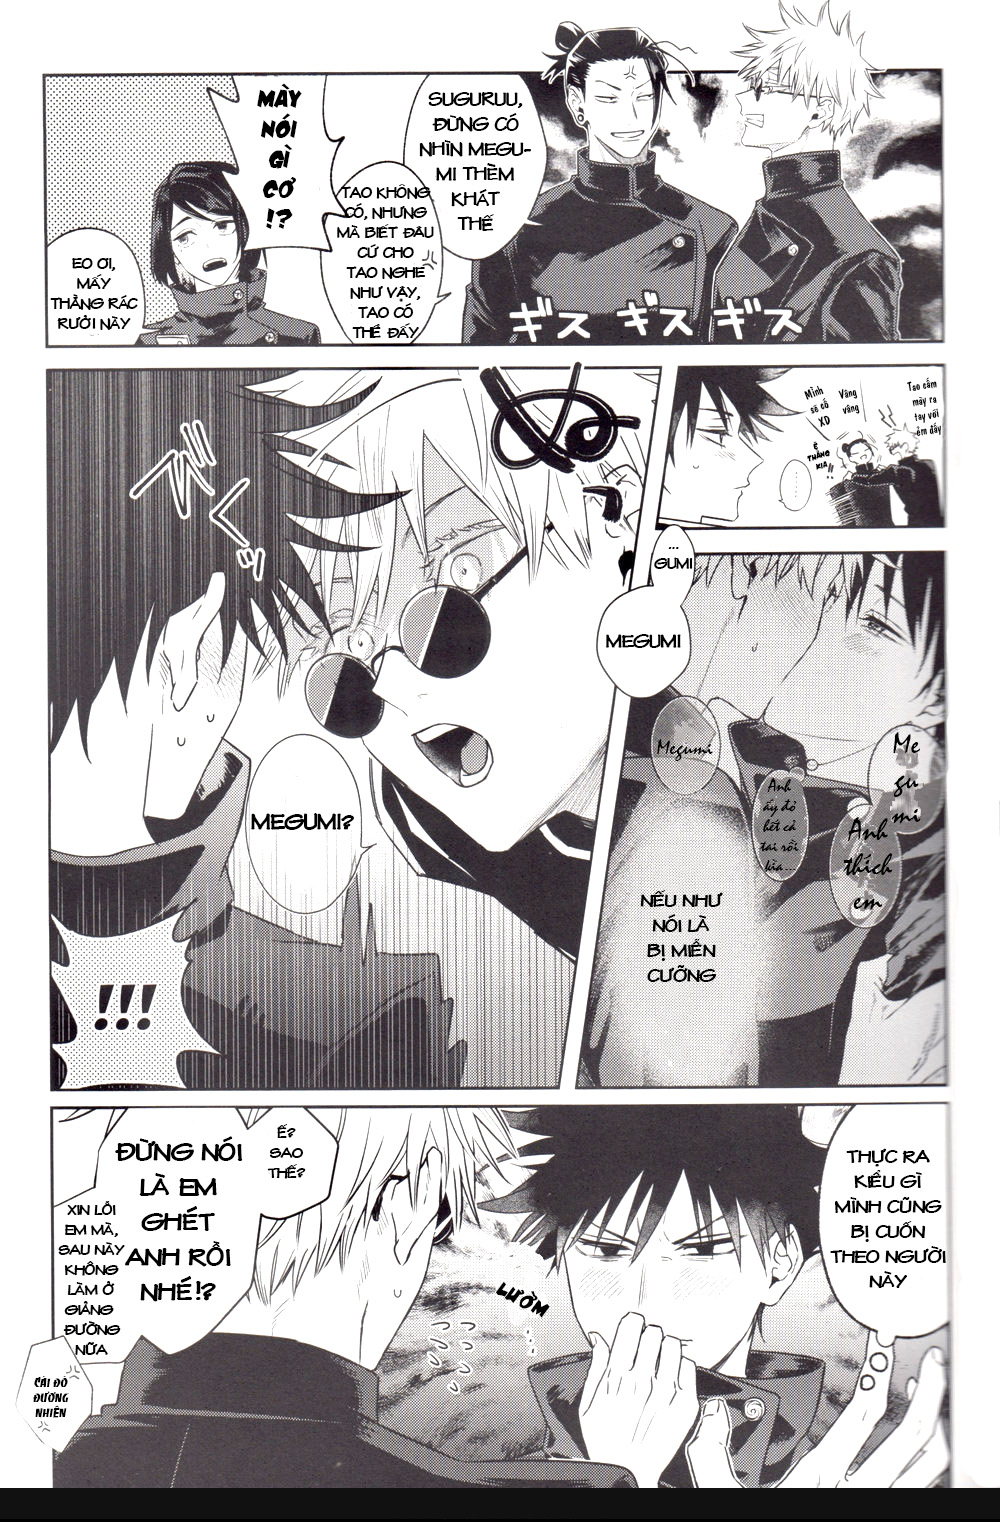 SUGURUU,
ĐỪNG CÓ
NHÌN MEGU-
MI THÈM
KHÁT
THẾ
MÀY
NÓI
GÌ
CƠ
!?
TAO KHÔNG
CÓ, NHƯNG
MÀ BIẾT ĐÂU
CỨ CHO
TAO NGHE
NHƯ VẬY,
TAO CÓ
THỂ ĐẤY
EO ƠI,
MẤY
THẰNG RÁC
RƯỞI NÀY
ギス ギス ギス
Tao cấm
mày ra
tay với
ẻm đấy
Vâng
vâng
Mình
sẽ cố
XD
Ê
THẰNG
KIA!!
......
...
GUMI
MEGUMI
Me
gu
mi
Anh
thích
em
Anh
ấy đỏ
hết cả
tai rồi
kìa...
Megumi
NẾU NHƯ
NÓI LÀ
BỊ MIỄN
CƯỠNG
びくっ
MEGUMI?
!!!
THỰC RA
KIỂU GÌ
MÌNH CŨNG
BỊ CUỐN
THEO NGƯỜI
NÀY
LƯỜM
Ế?
SAO
THẾ?
ĐỪNG NÓI
LÀ EM
GHÉT
ANH RỒI
NHÉ!?
XIN LỖI
EM MÀ,
SAU NÀY
KHÔNG
LÀM Ở
GIẢNG
ĐƯỜNG
NỮA
CÁI ĐÓ
ĐƯƠNG
NHIÊN